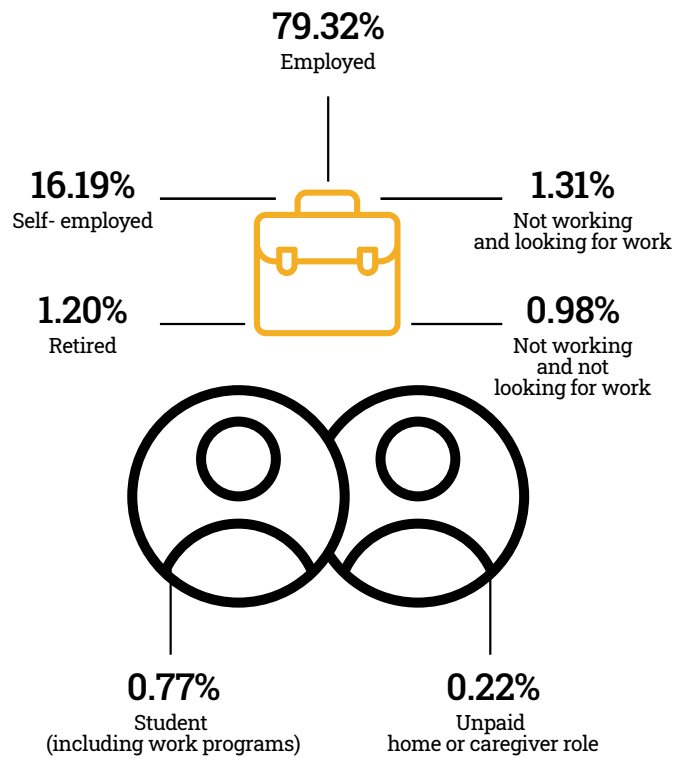 79.32%
Employed
16.19%
Self- employed
1.31%
Not working
and looking for work
1.20%
Retired
0.98%
Not working
and not
looking for work
0.77%
Student
(including work programs)
0.22%
Unpaid
home or caregiver role